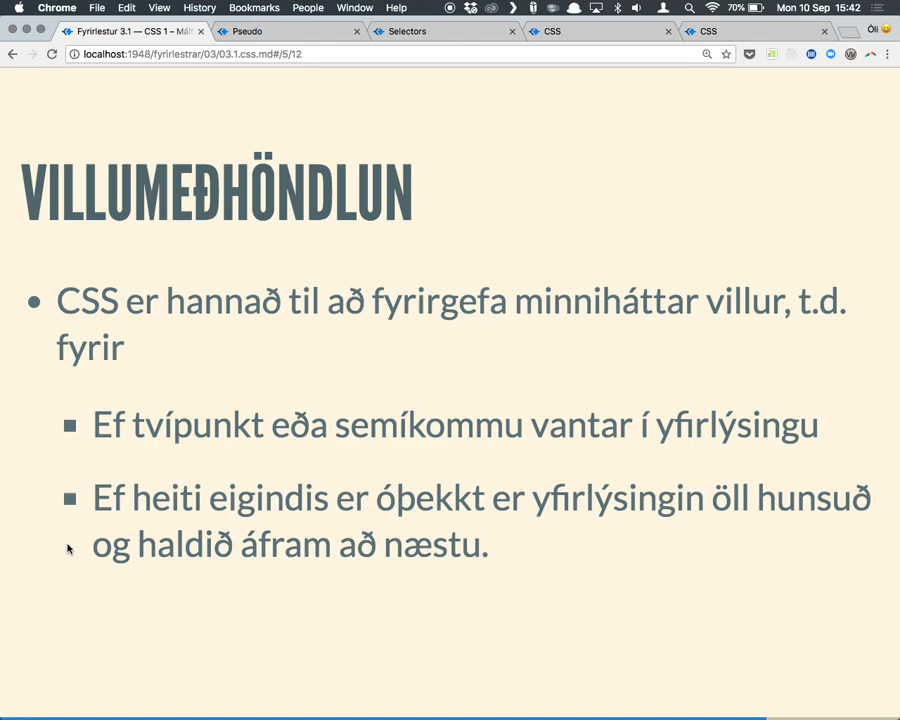 Chrome File Edit View History Bookmarks People Window Help 70% Mon 10 Sep 15:42
Fyrirlestur 3.1 — CSS 1 – Málf Pseudo Selectors CSS CSS Óli
localhost:1948/fyrirlestrar/03/03.1.css.md#/5/12
VILLUMEÐHÖNDLUN
CSS er hannað til að fyrirgefa minniháttar villur, t.d.
fyrir
Ef tvípunkt eða semíkommu vantar í yfirlýsingu
Ef heiti eigindis er óþekkt er yfirlýsingin öll hunsuð
og haldið áfram að næstu.